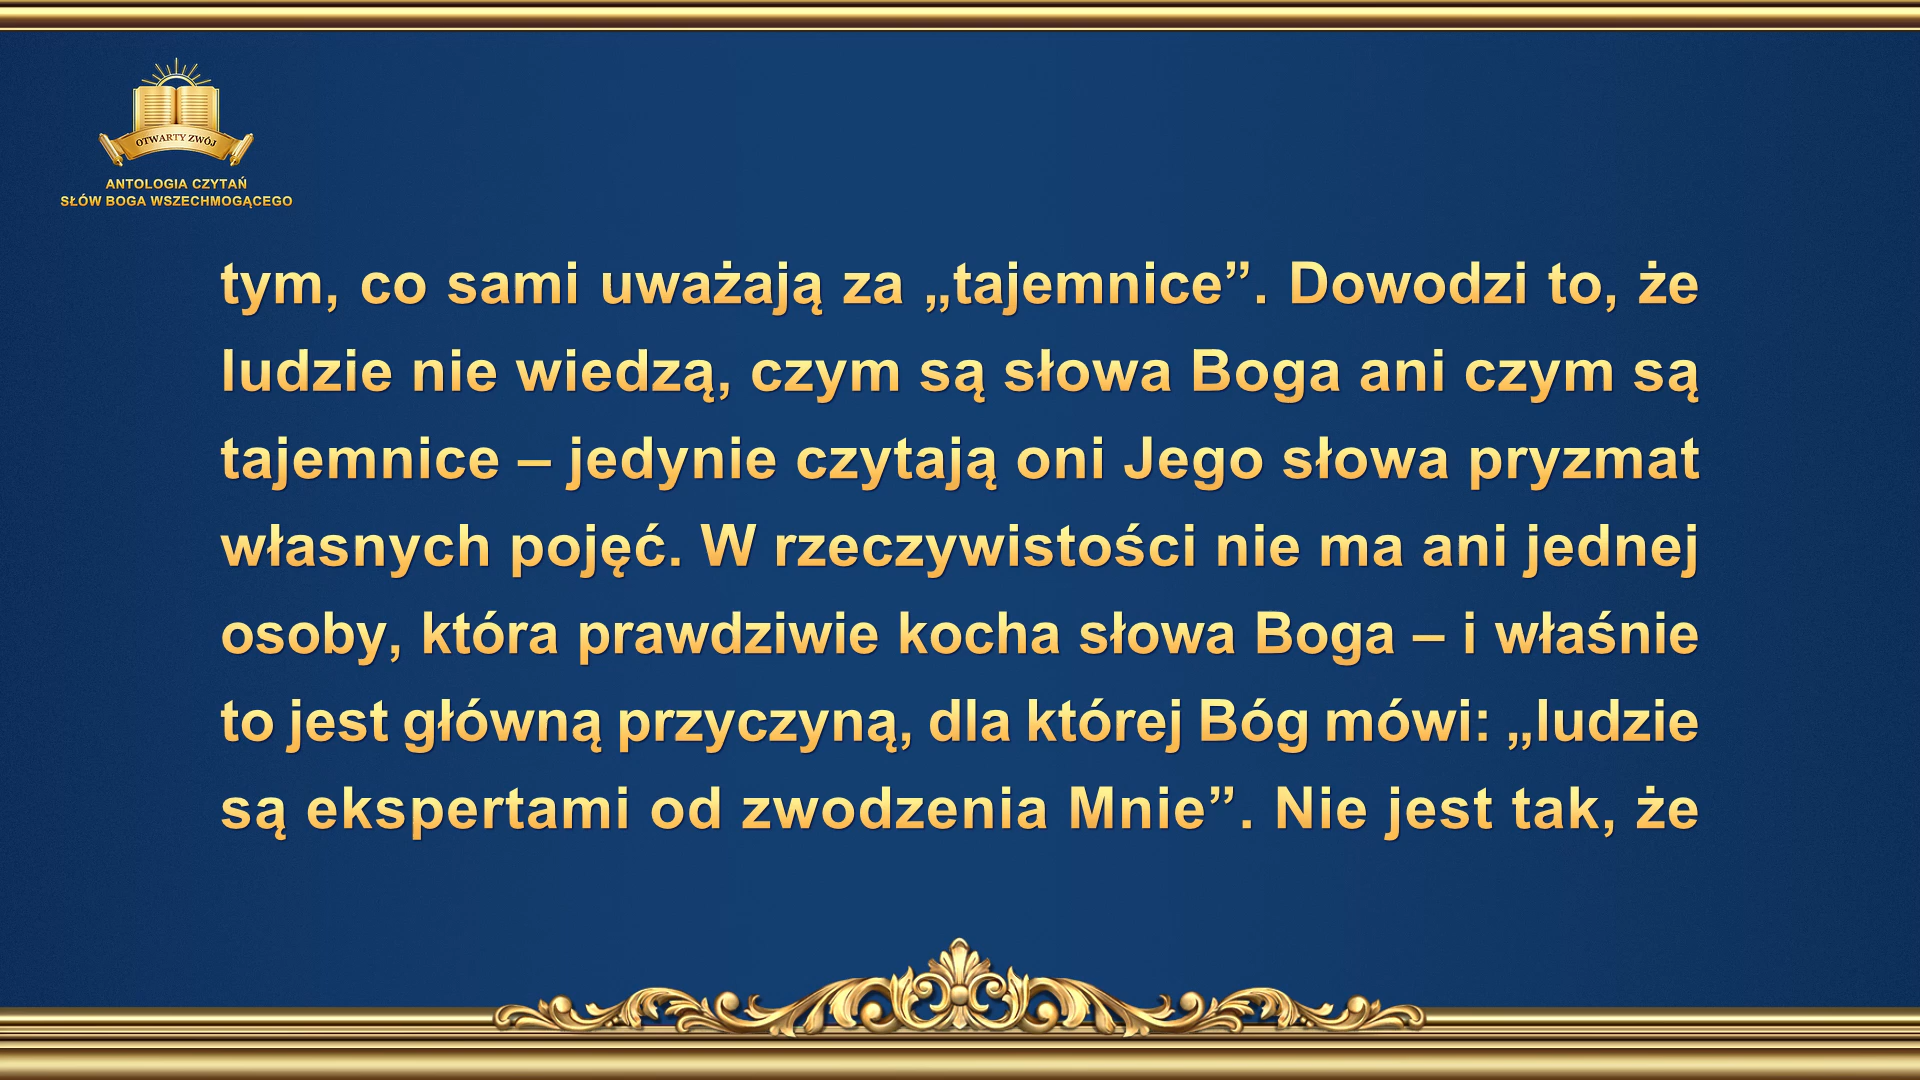 OTWARTY ZWÓJ
ANTOLOGIA CZYTAŃ
SŁÓW BOGA WSZECHMOGĄCEGO
tym, co sami uważają za „tajemnice”. Dowodzi to, że
ludzie nie wiedzą, czym są słowa Boga ani czym są
tajemnice – jedynie czytają oni Jego słowa pryzmat
własnych pojęć. W rzeczywistości nie ma ani jednej
osoby, która prawdziwie kocha słowa Boga – i właśnie
to jest główną przyczyną, dla której Bóg mówi: „ludzie
są ekspertami od zwodzenia Mnie”. Nie jest tak, że